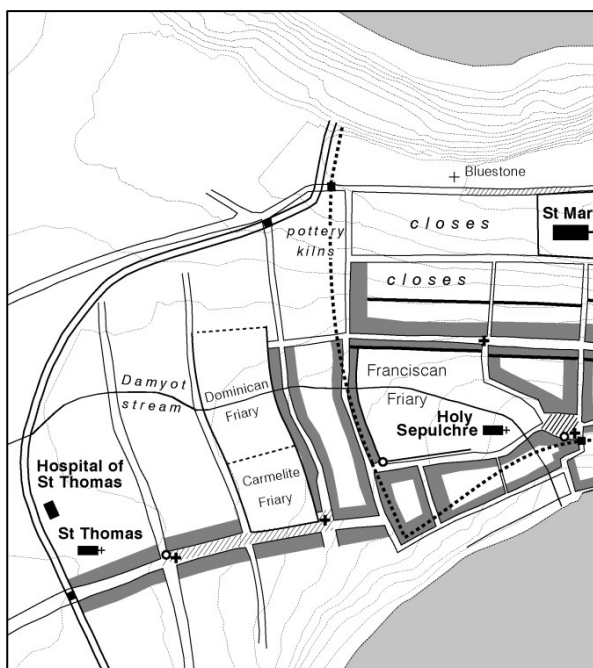 Bluestone
closes
St Mar
pottery
kilns
closes
Franciscan
Friary
Damyot
stream
Dominican
Friary
Holy
Sepulchre
Hospital of
St Thomas
Carmelite
Friary
St Thomas